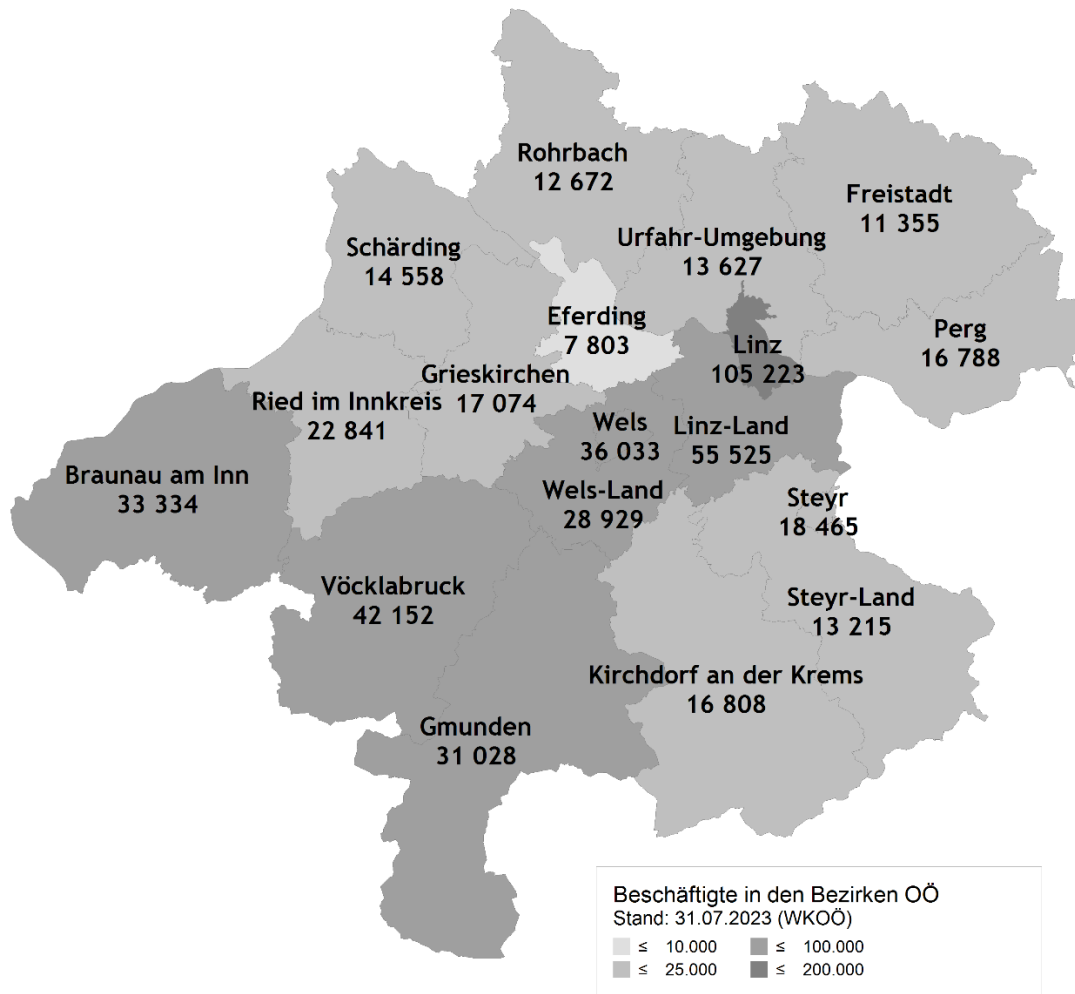 Rohrbach
12 672
Freistadt
11 355
Urfahr-Umgebung
13 627
Schärding
14 558
Eferding
7 803
Linz
105 223
Perg
16 788
Grieskirchen
17 074
Ried im Innkreis
22 841
Wels
36 033
Linz-Land
55 525
Braunau am Inn
33 334
Wels-Land
28 929
Steyr
18 465
Vöcklabruck
42 152
Steyr-Land
13 215
Kirchdorf an der Krems
16 808
Gmunden
31 028
Beschäftigte in den Bezirken OÖ
Stand: 31.07.2023 (WKOÖ)
≤ 10.000
≤ 100.000
≤ 25.000
≤ 200.000